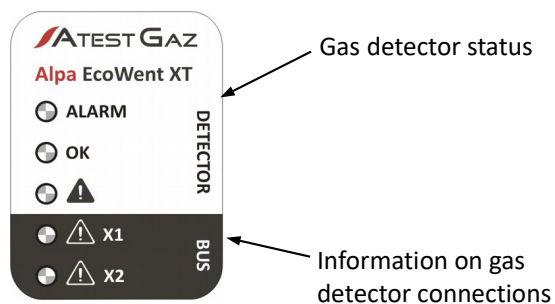 ATEST GAZ
Alpa EcoWent XT
ALARM
OK
X1
X2
DETECTOR
BUS
Gas detector status
Information on gas
detector connections